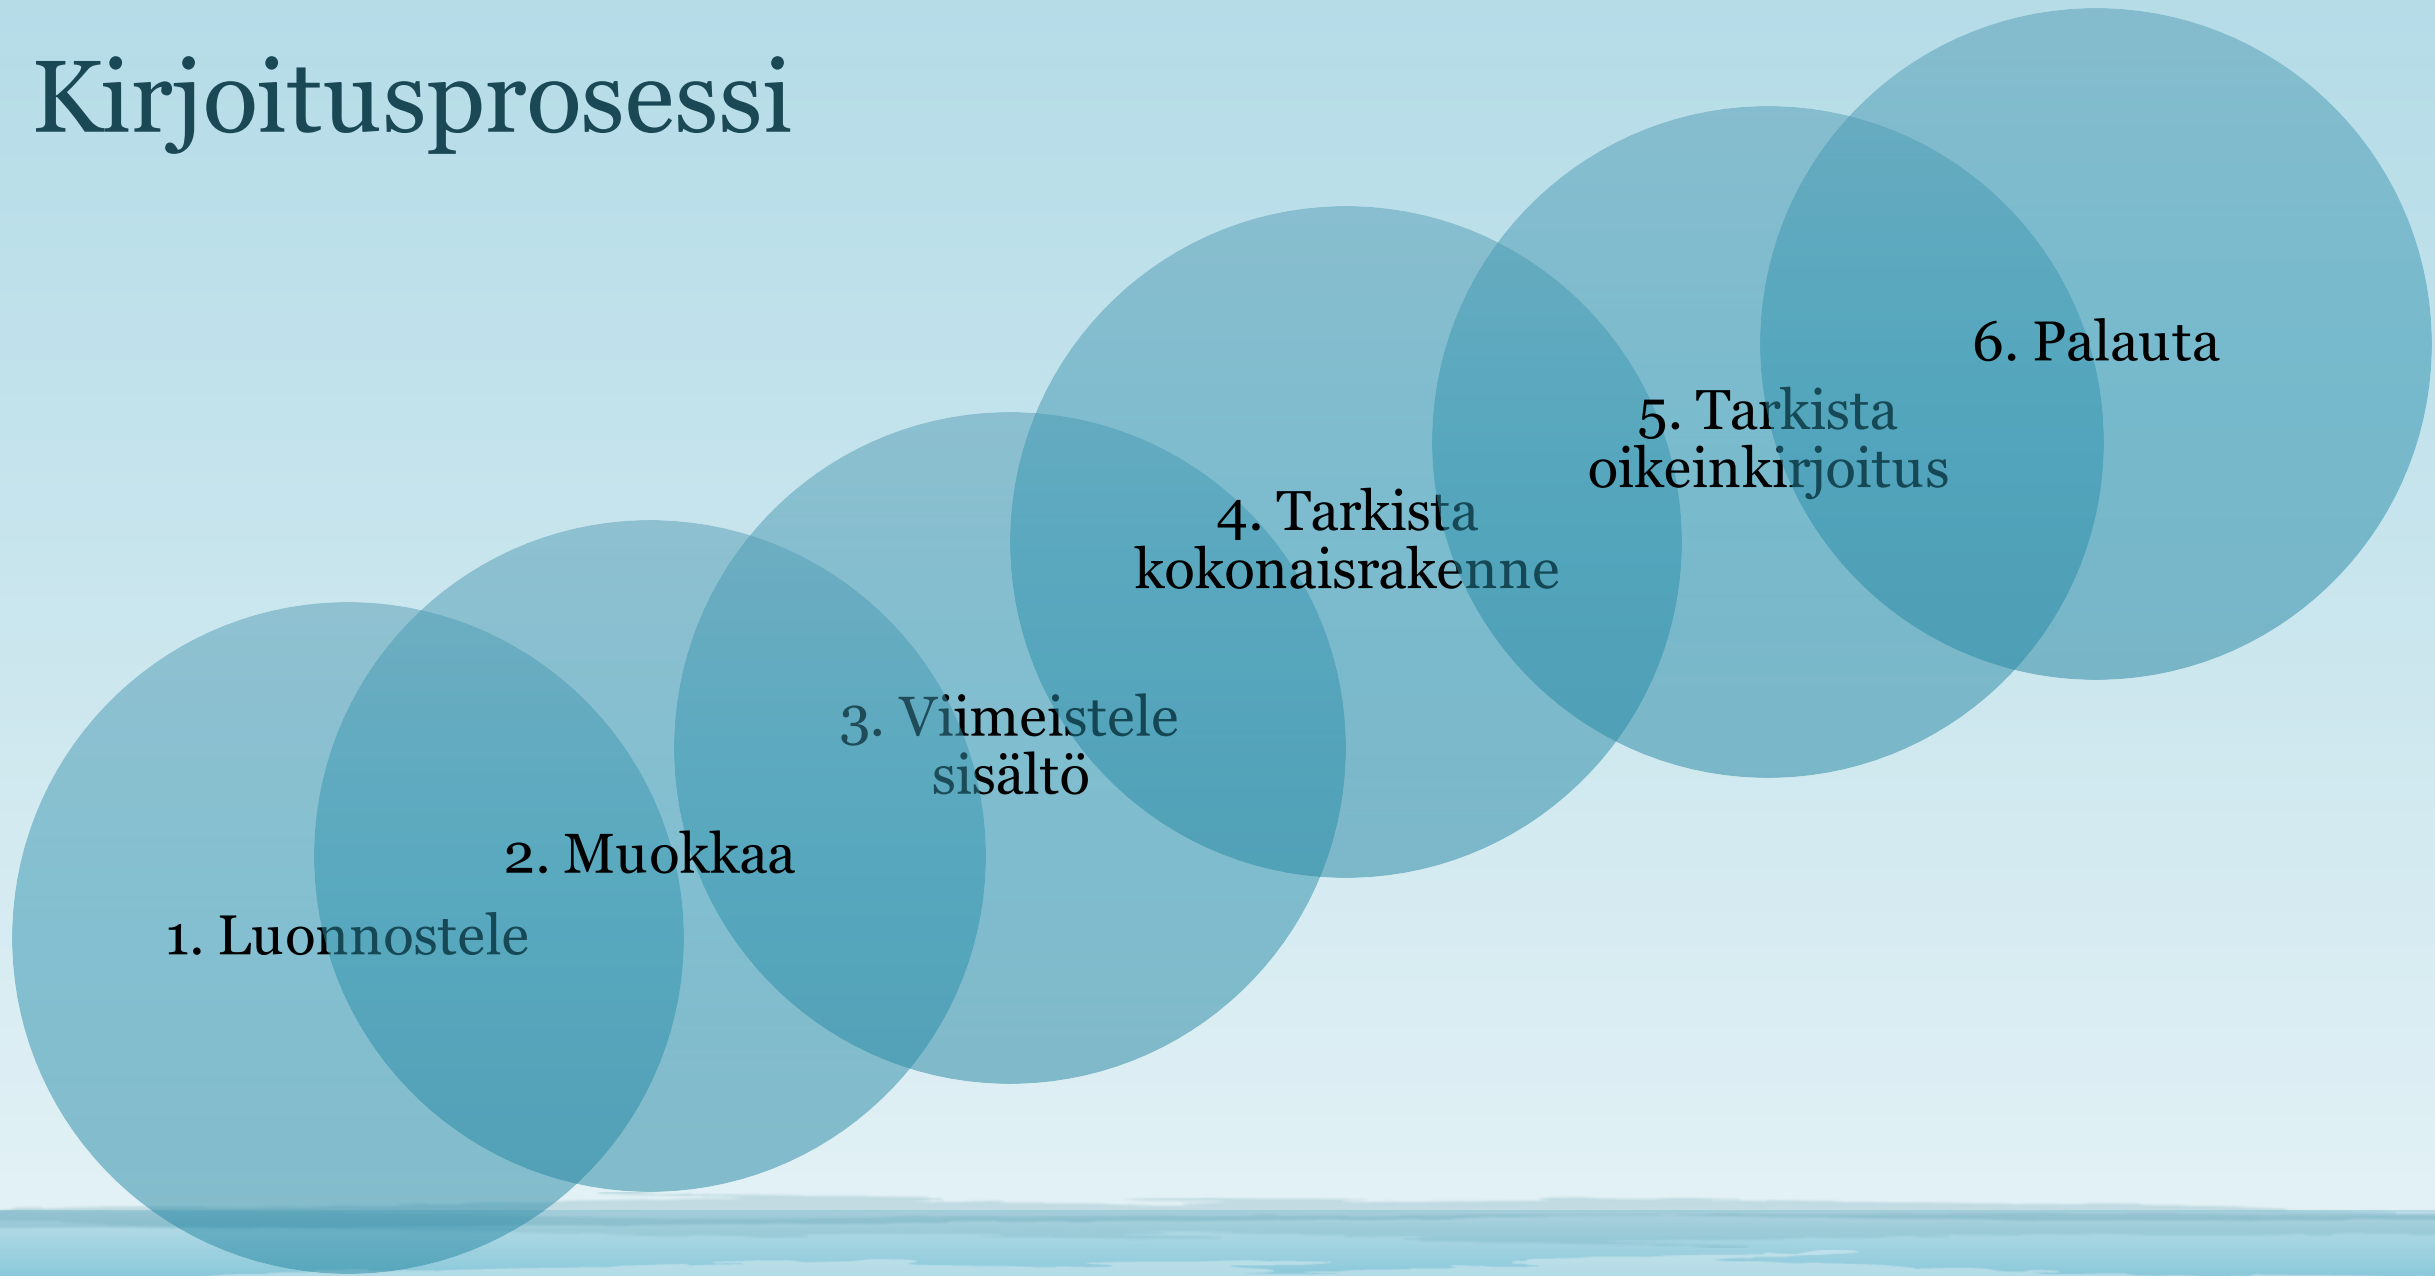 Kirjoitusprosessi
1. Luonnostele
2. Muokkaa
3. Viimeistele
sisältö
4. Tarkista
kokonaisrakenne
5. Tarkista
oikeinkirjoitus
6. Palauta